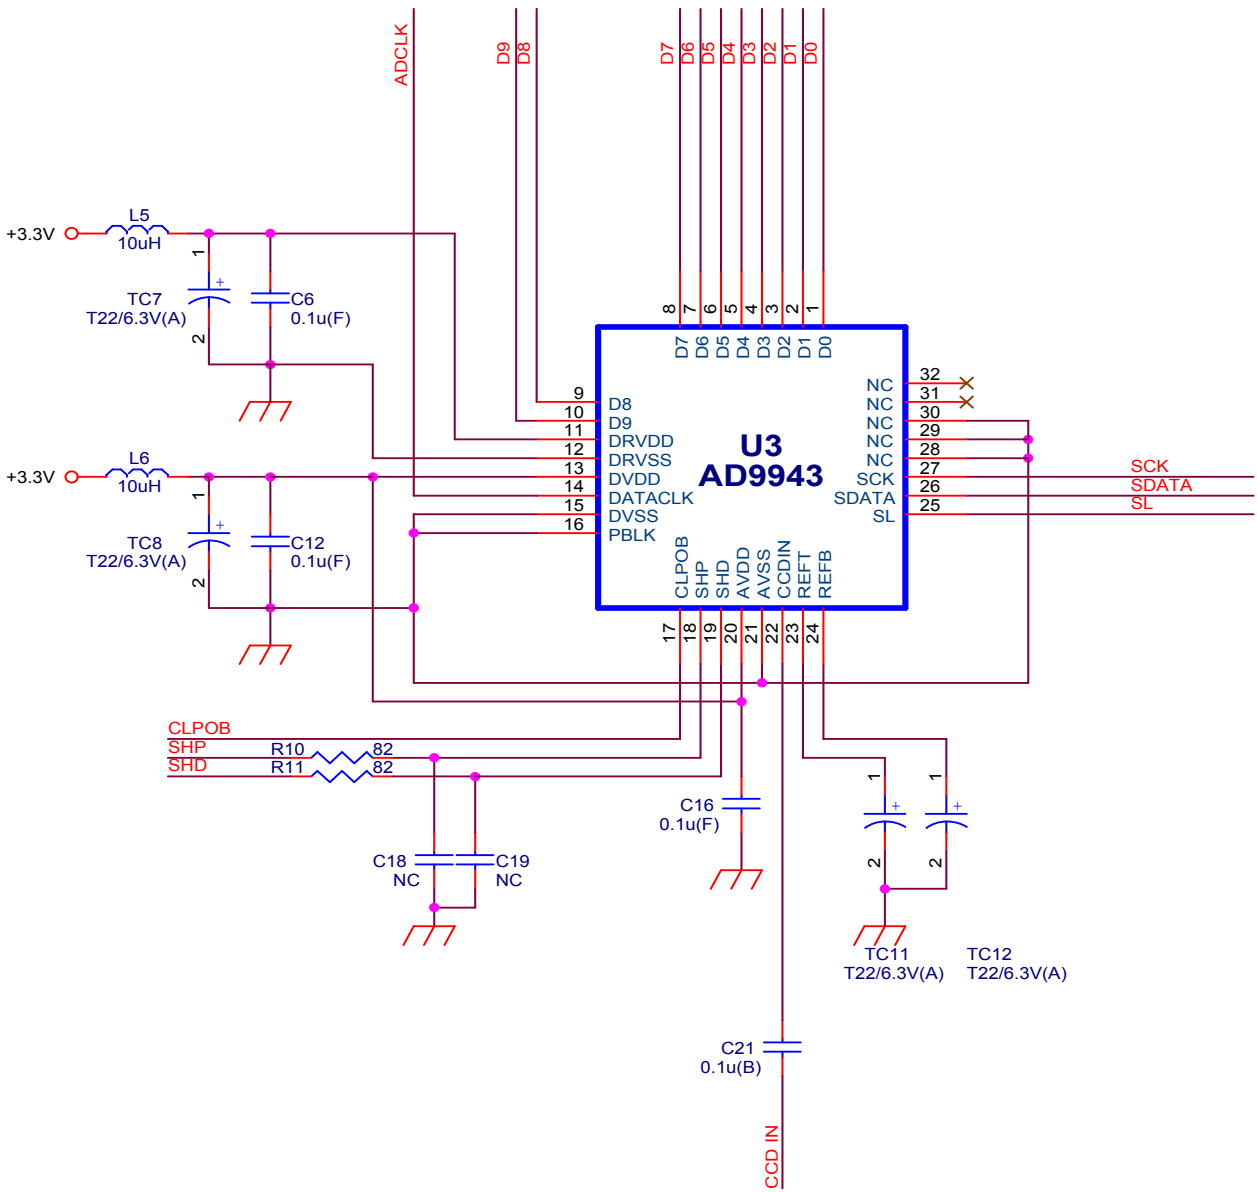 ADCLK
D9
D8
D7
D6
D5
D4
D3
D2
D1
D0
+3.3V
L5
10uH
1
+
TC7
T22/6.3V(A)
2
C6
0.1u(F)
+3.3V
L6
10uH
1
+
TC8
T22/6.3V(A)
2
C12
0.1u(F)
8
7
6
5
4
3
2
1
D7
D6
D5
D4
D3
D2
D1
D0
9 D8
10 D9
11 DRVDD
12 DRVSS
13 DVDD
14 DATACLK
15 DVSS
16 PBLK
U3
AD9943
NC 32
NC 31
NC 30
NC 29
NC 28
SCK 27 SCK
SDATA 26 SDATA
SL 25 SL
CLPOB
SHP
SHD
AVDD
AVSS
CCDIN
REFT
REFB
17
18
19
20
21
22
23
24
CLPOB
SHP R10 82
SHD R11 82
C16
0.1u(F)
C18
NC
C19
NC
1
+
2
1
+
2
TC11
T22/6.3V(A)
TC12
T22/6.3V(A)
C21
0.1u(B)
CCD IN